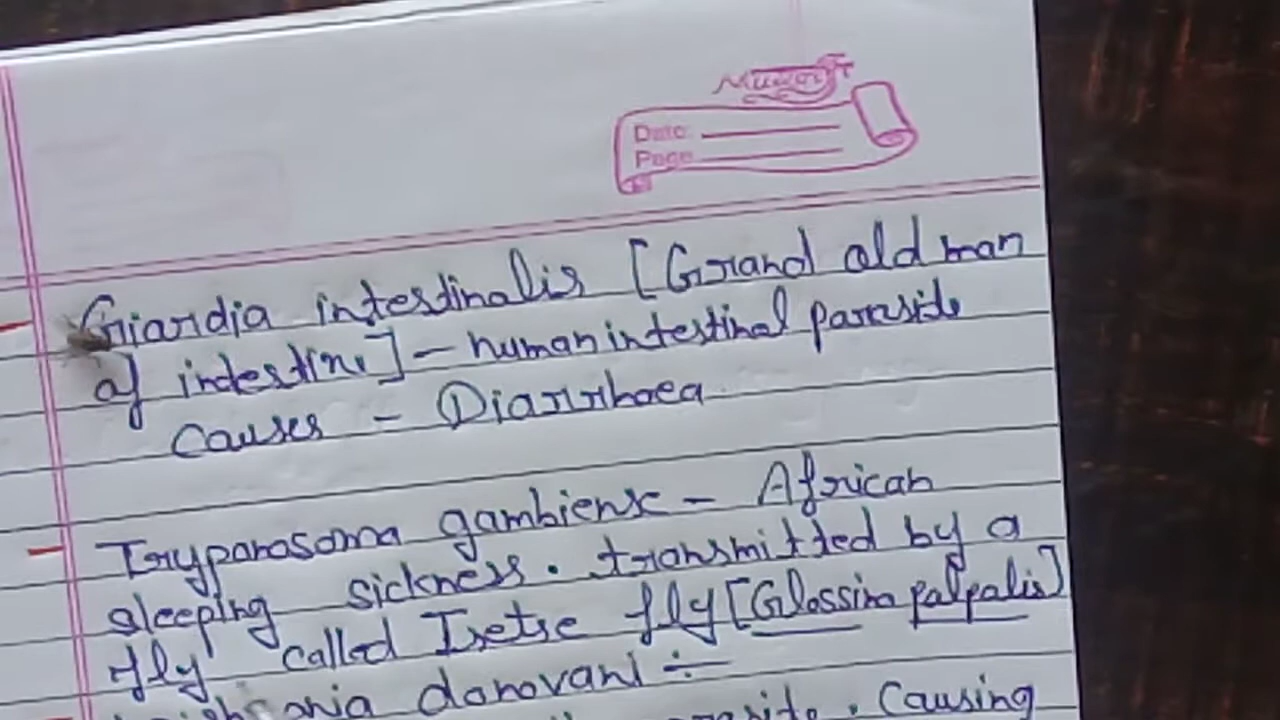 Date:
Page
Giardia intestinalis [Grand old man
of intestine] — human intestinal parasite
causes - Diarrhoea
Tryponosoma gambiense - African
sleeping sickness. transmitted by a
fly called Tsetse fly [Glossina palpalis]
donovani ÷
Causing